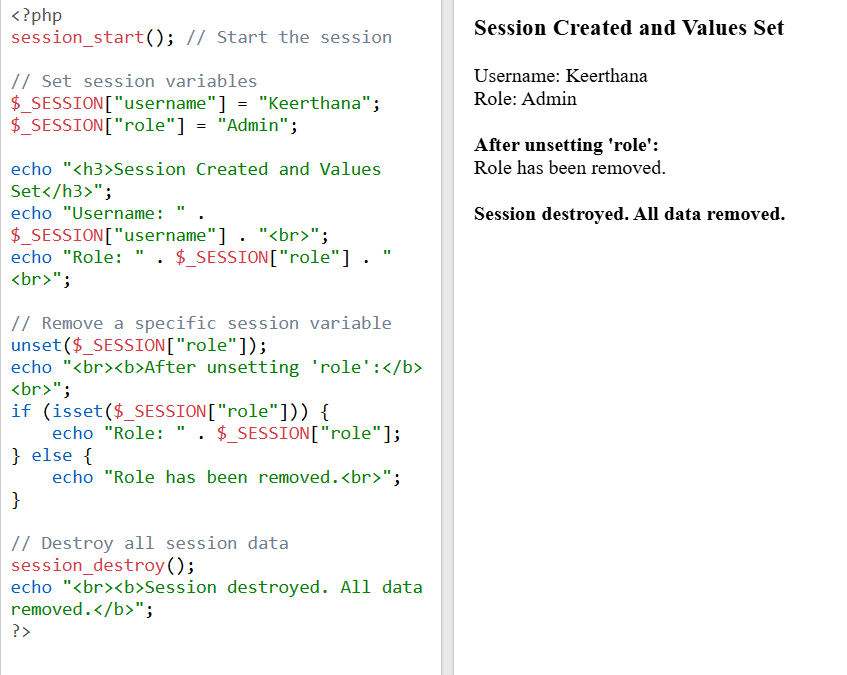 <?php
session_start(); // Start the session
// Set session variables
$_SESSION["username"] = "Keerthana";
$_SESSION["role"] = "Admin";
echo "<h3>Session Created and Values
Set</h3>";
echo "Username: " .
$_SESSION["username"] . "<br>";
echo "Role: " . $_SESSION["role"] . "
<br>";
// Remove a specific session variable
unset($_SESSION["role"]);
echo "<br><b>After unsetting 'role':</b>
<br>";
if (isset($_SESSION["role"])) {
    echo "Role: " . $_SESSION["role"];
} else {
    echo "Role has been removed.<br>";
}
// Destroy all session data
session_destroy();
echo "<br><b>Session destroyed. All data
removed.</b>";
?>
Session Created and Values Set
Username: Keerthana
Role: Admin
After unsetting 'role':
Role has been removed.
Session destroyed. All data removed.